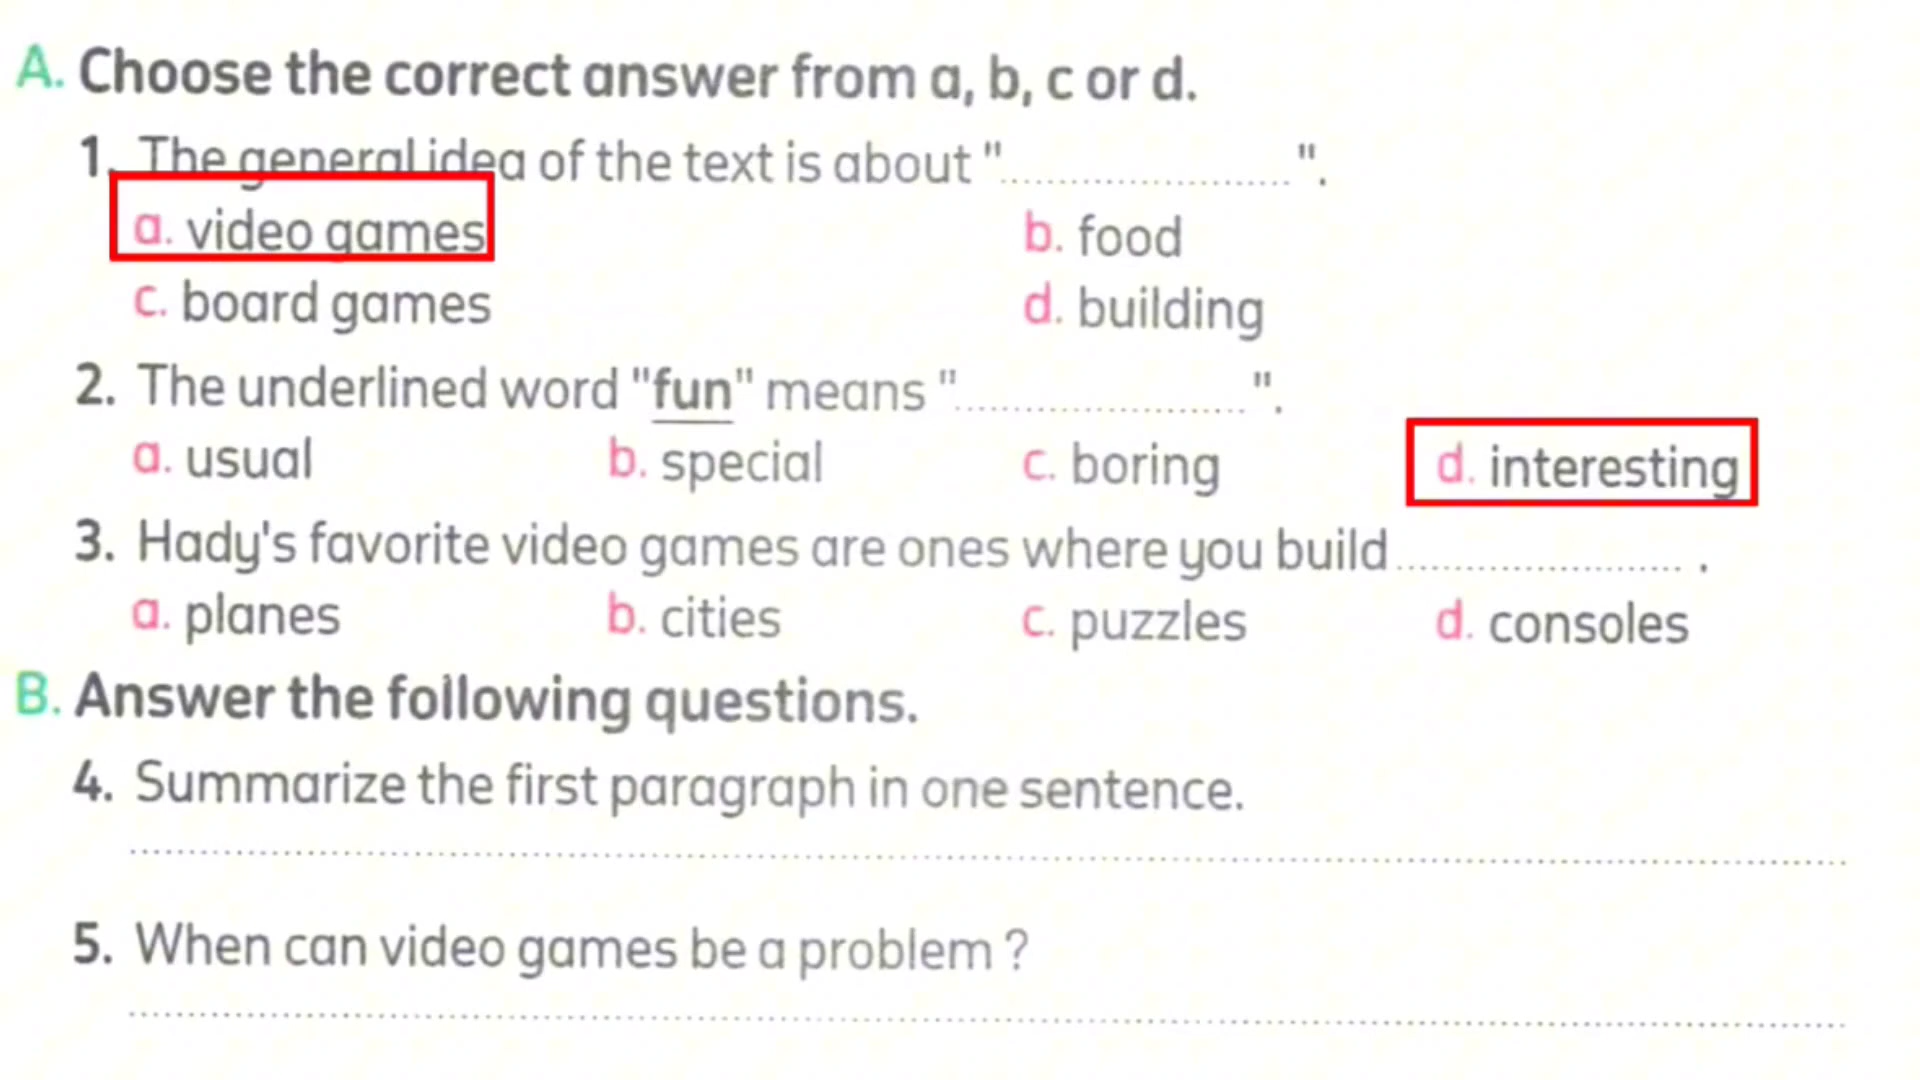 A. Choose the correct answer from a, b, c or d.
1. The general idea of the text is about "....................".
a. video games b. food
c. board games d. building
2. The underlined word "fun" means "....................".
a. usual b. special c. boring d. interesting
3. Hady's favorite video games are ones where you build .................... .
a. planes b. cities c. puzzles d. consoles
B. Answer the following questions.
4. Summarize the first paragraph in one sentence.
5. When can video games be a problem ?